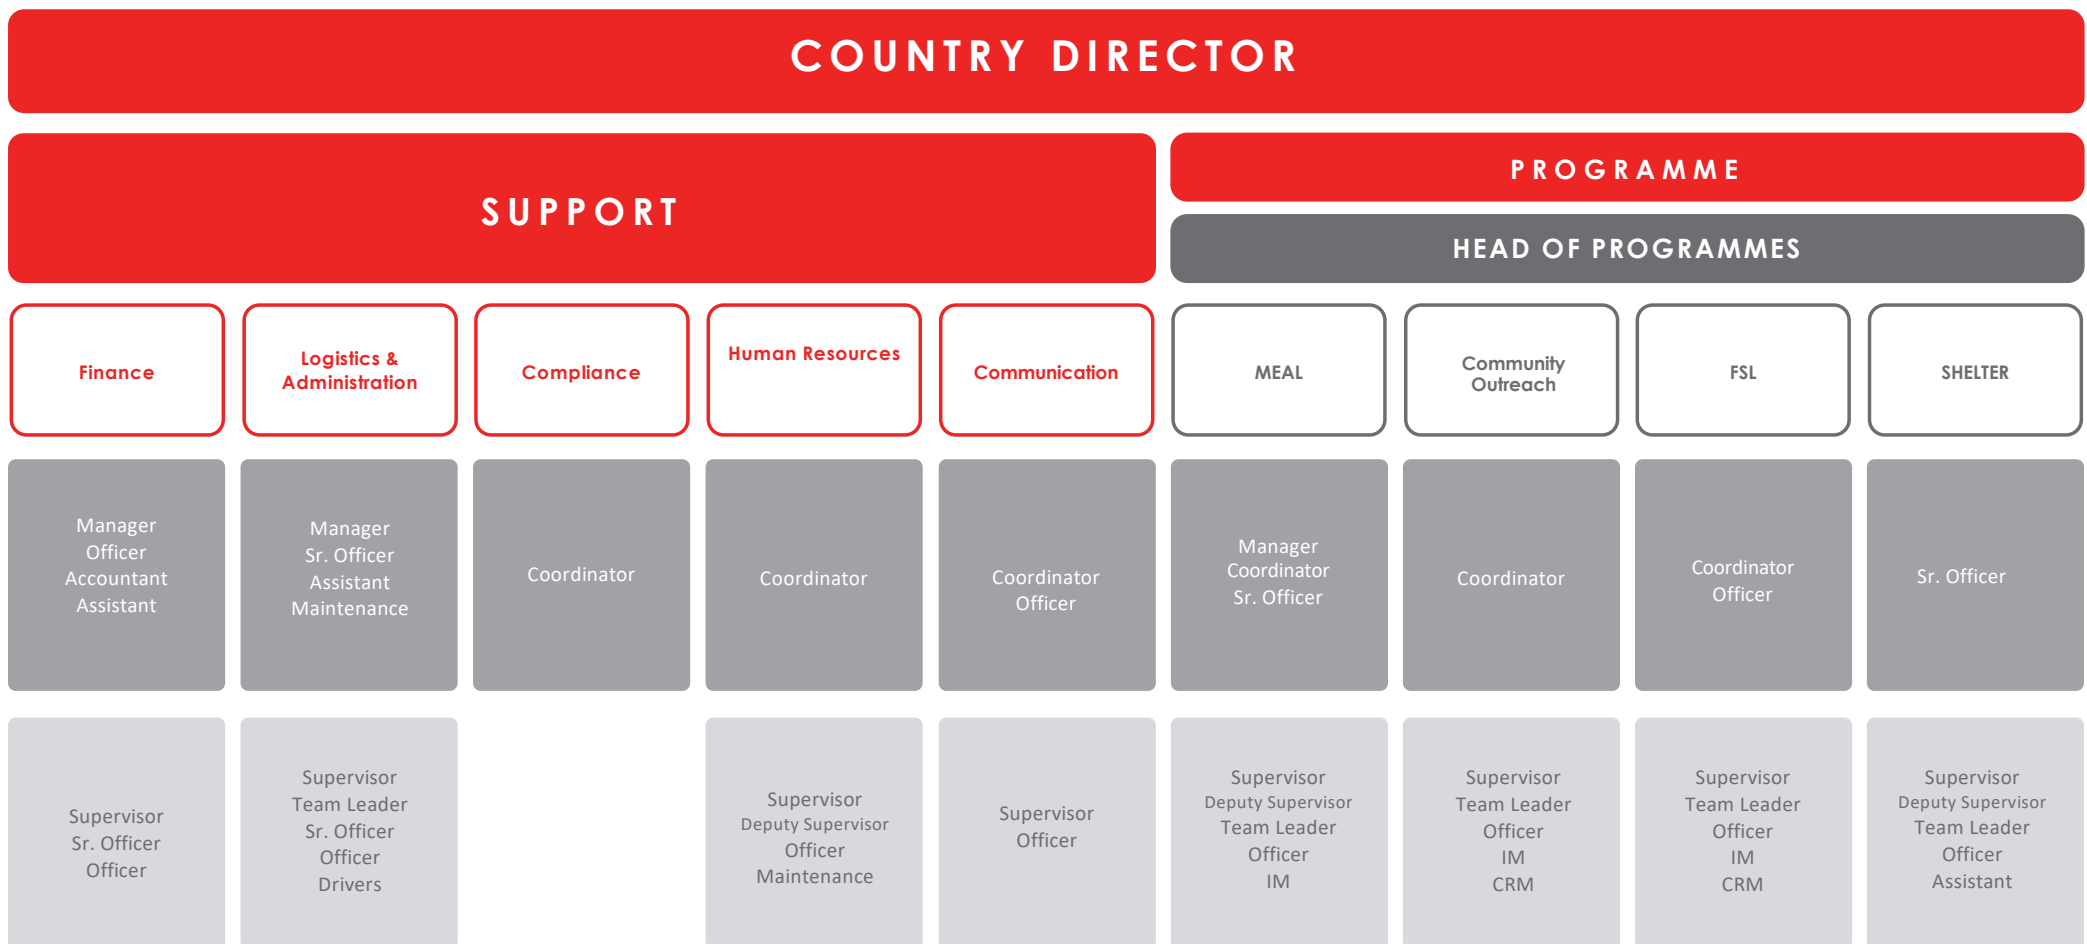 COUNTRY DIRECTOR
SUPPORT
PROGRAMME
HEAD OF PROGRAMMES
Finance
Logistics &
Administration
Compliance
Human Resources
Communication
MEAL
Community
Outreach
FSL
SHELTER
Manager
Officer
Accountant
Assistant
Manager
Sr. Officer
Assistant
Maintenance
Coordinator
Coordinator
Coordinator
Officer
Manager
Coordinator
Sr. Officer
Coordinator
Coordinator
Officer
Sr. Officer
Supervisor
Sr. Officer
Officer
Supervisor
Team Leader
Sr. Officer
Officer
Drivers
Supervisor
Deputy Supervisor
Officer
Maintenance
Supervisor
Officer
Supervisor
Deputy Supervisor
Team Leader
Officer
IM
Supervisor
Team Leader
Officer
IM
CRM
Supervisor
Team Leader
Officer
IM
CRM
Supervisor
Deputy Supervisor
Team Leader
Officer
Assistant